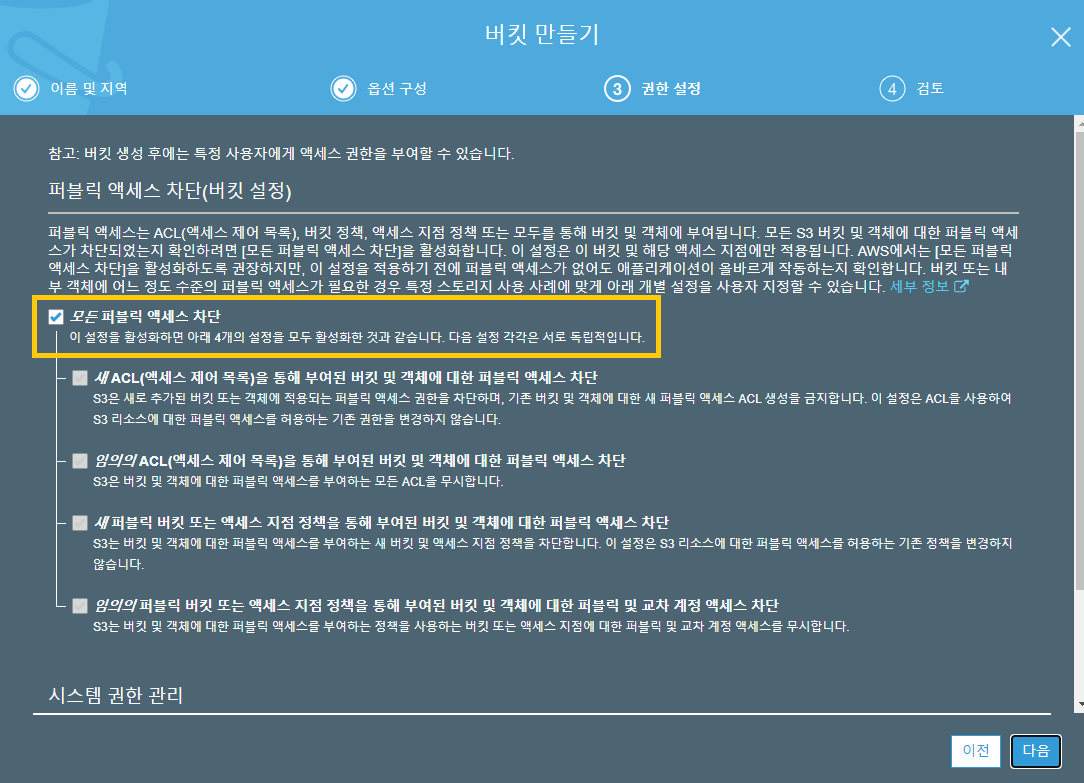 버킷 만들기
이름 및 지역
옵션 구성
3 권한 설정
4 검토
참고: 버킷 생성 후에는 특정 사용자에게 액세스 권한을 부여할 수 있습니다.
퍼블릭 액세스 차단(버킷 설정)
퍼블릭 액세스는 ACL(액세스 제어 목록), 버킷 정책, 액세스 지점 정책 또는 모두를 통해 버킷 및 객체에 부여됩니다. 모든 S3 버킷 및 객체에 대한 퍼블릭 액세
스가 차단되었는지 확인하려면 [모든 퍼블릭 액세스 차단]을 활성화합니다. 이 설정은 이 버킷 및 해당 액세스 지점에만 적용됩니다. AWS에서는 [모든 퍼블릭
액세스 차단]을 활성화하도록 권장하지만, 이 설정을 적용하기 전에 퍼블릭 액세스가 없어도 애플리케이션이 올바르게 작동하는지 확인합니다. 버킷 또는 내
부 객체에 어느 정도 수준의 퍼블릭 액세스가 필요한 경우 특정 스토리지 사용 사례에 맞게 아래 개별 설정을 사용자 지정할 수 있습니다. 세부 정보
모든 퍼블릭 액세스 차단
이 설정을 활성화하면 아래 4개의 설정을 모두 활성화한 것과 같습니다. 다음 설정 각각은 서로 독립적입니다.
새 ACL(액세스 제어 목록)을 통해 부여된 버킷 및 객체에 대한 퍼블릭 액세스 차단
S3은 새로 추가된 버킷 또는 객체에 적용되는 퍼블릭 액세스 권한을 차단하며, 기존 버킷 및 객체에 대한 새 퍼블릭 액세스 ACL 생성을 금지합니다. 이 설정은 ACL을 사용하여
S3 리소스에 대한 퍼블릭 액세스를 허용하는 기존 권한을 변경하지 않습니다.
임의의 ACL(액세스 제어 목록)을 통해 부여된 버킷 및 객체에 대한 퍼블릭 액세스 차단
S3은 버킷 및 객체에 대한 퍼블릭 액세스를 부여하는 모든 ACL을 무시합니다.
새 퍼블릭 버킷 또는 액세스 지점 정책을 통해 부여된 버킷 및 객체에 대한 퍼블릭 액세스 차단
S3는 버킷 및 객체에 대한 퍼블릭 액세스를 부여하는 새 버킷 및 액세스 지점 정책을 차단합니다. 이 설정은 S3 리소스에 대한 퍼블릭 액세스를 허용하는 기존 정책을 변경하지
않습니다.
임의의 퍼블릭 버킷 또는 액세스 지점 정책을 통해 부여된 버킷 및 객체에 대한 퍼블릭 및 교차 계정 액세스 차단
S3는 버킷 및 객체에 대한 퍼블릭 액세스를 부여하는 정책을 사용하는 버킷 또는 액세스 지점에 대한 퍼블릭 및 교차 계정 액세스를 무시합니다.
시스템 권한 관리
이전
다음